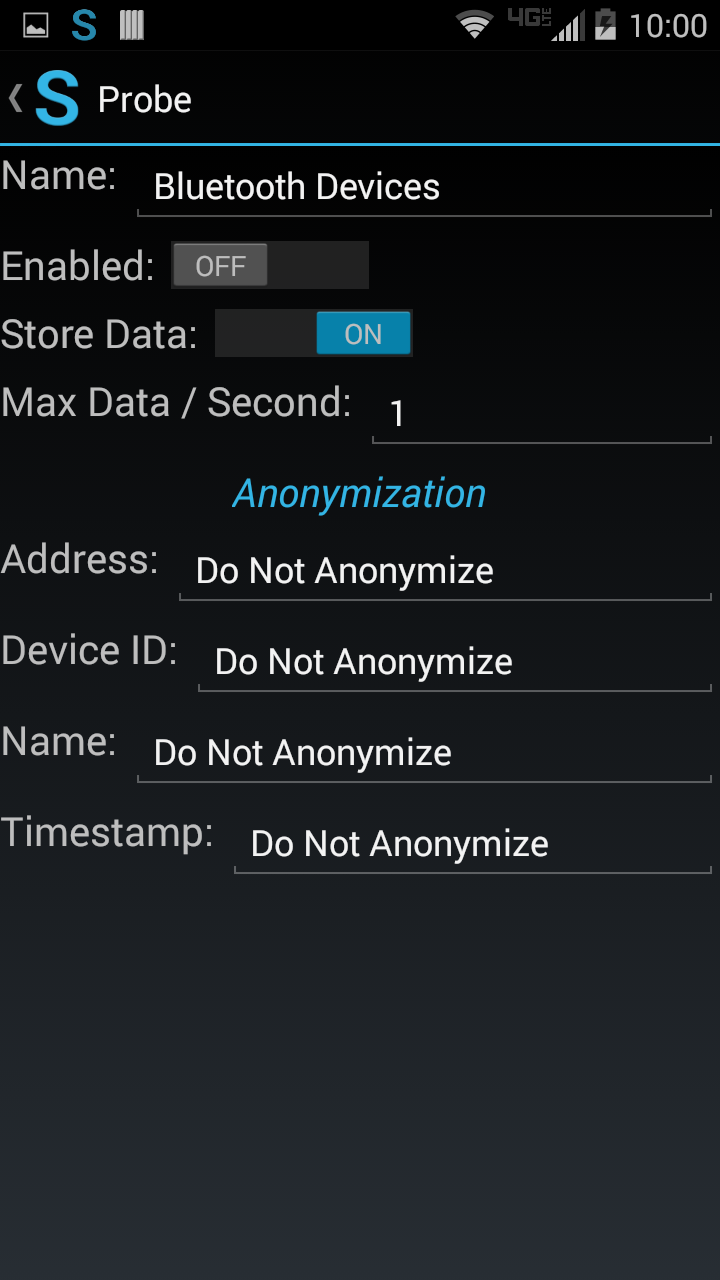 4G LTE 10:00
S Probe
Name: Bluetooth Devices
Enabled: OFF
Store Data: ON
Max Data / Second: 1
Anonymization
Address: Do Not Anonymize
Device ID: Do Not Anonymize
Name: Do Not Anonymize
Timestamp: Do Not Anonymize